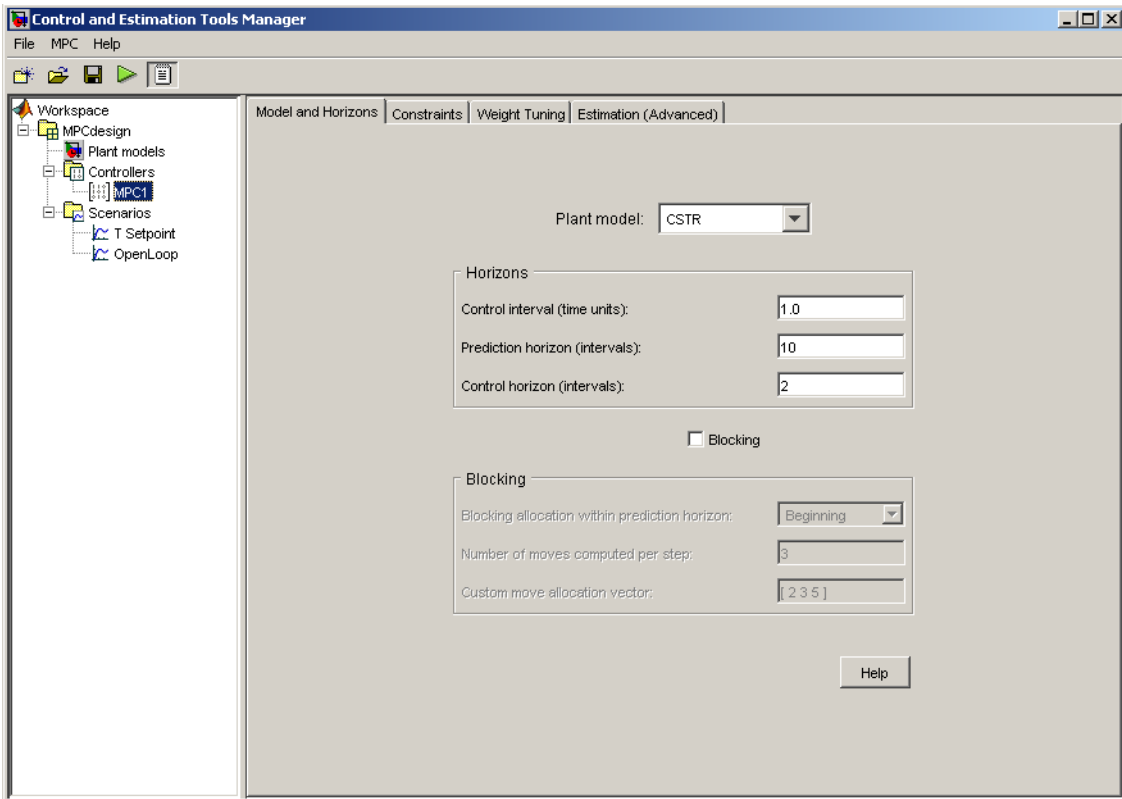 Control and Estimation Tools Manager
File MPC Help
Workspace
MPCdesign
Plant models
Controllers
MPC1
Scenarios
T Setpoint
OpenLoop
Model and Horizons Constraints Weight Tuning Estimation (Advanced)
Plant model: CSTR
Horizons
Control interval (time units): 1.0
Prediction horizon (intervals): 10
Control horizon (intervals): 2
Blocking
Blocking
Blocking allocation within prediction horizon: Beginning
Number of moves computed per step: 3
Custom move allocation vector: [ 2 3 5 ]
Help